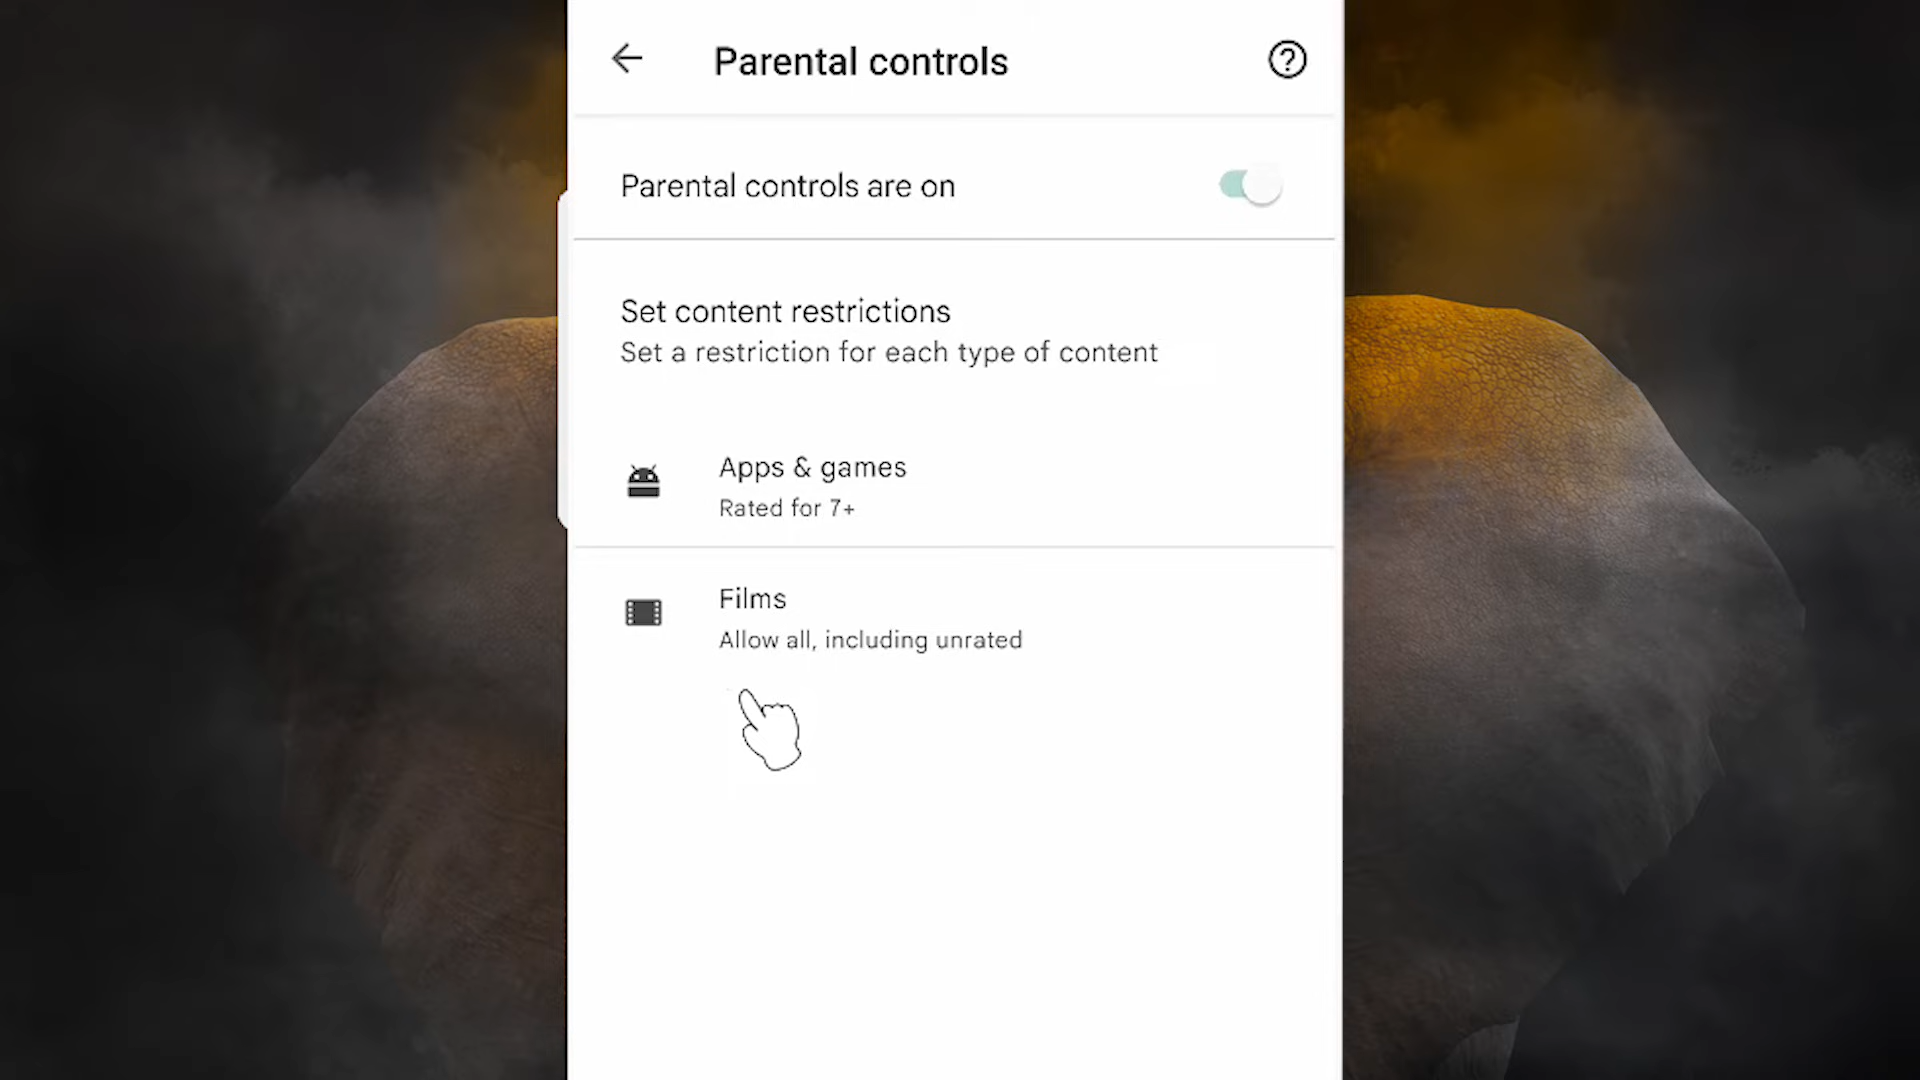 Parental controls
Parental controls are on
Set content restrictions
Set a restriction for each type of content
Apps & games
Rated for 7+
Films
Allow all, including unrated